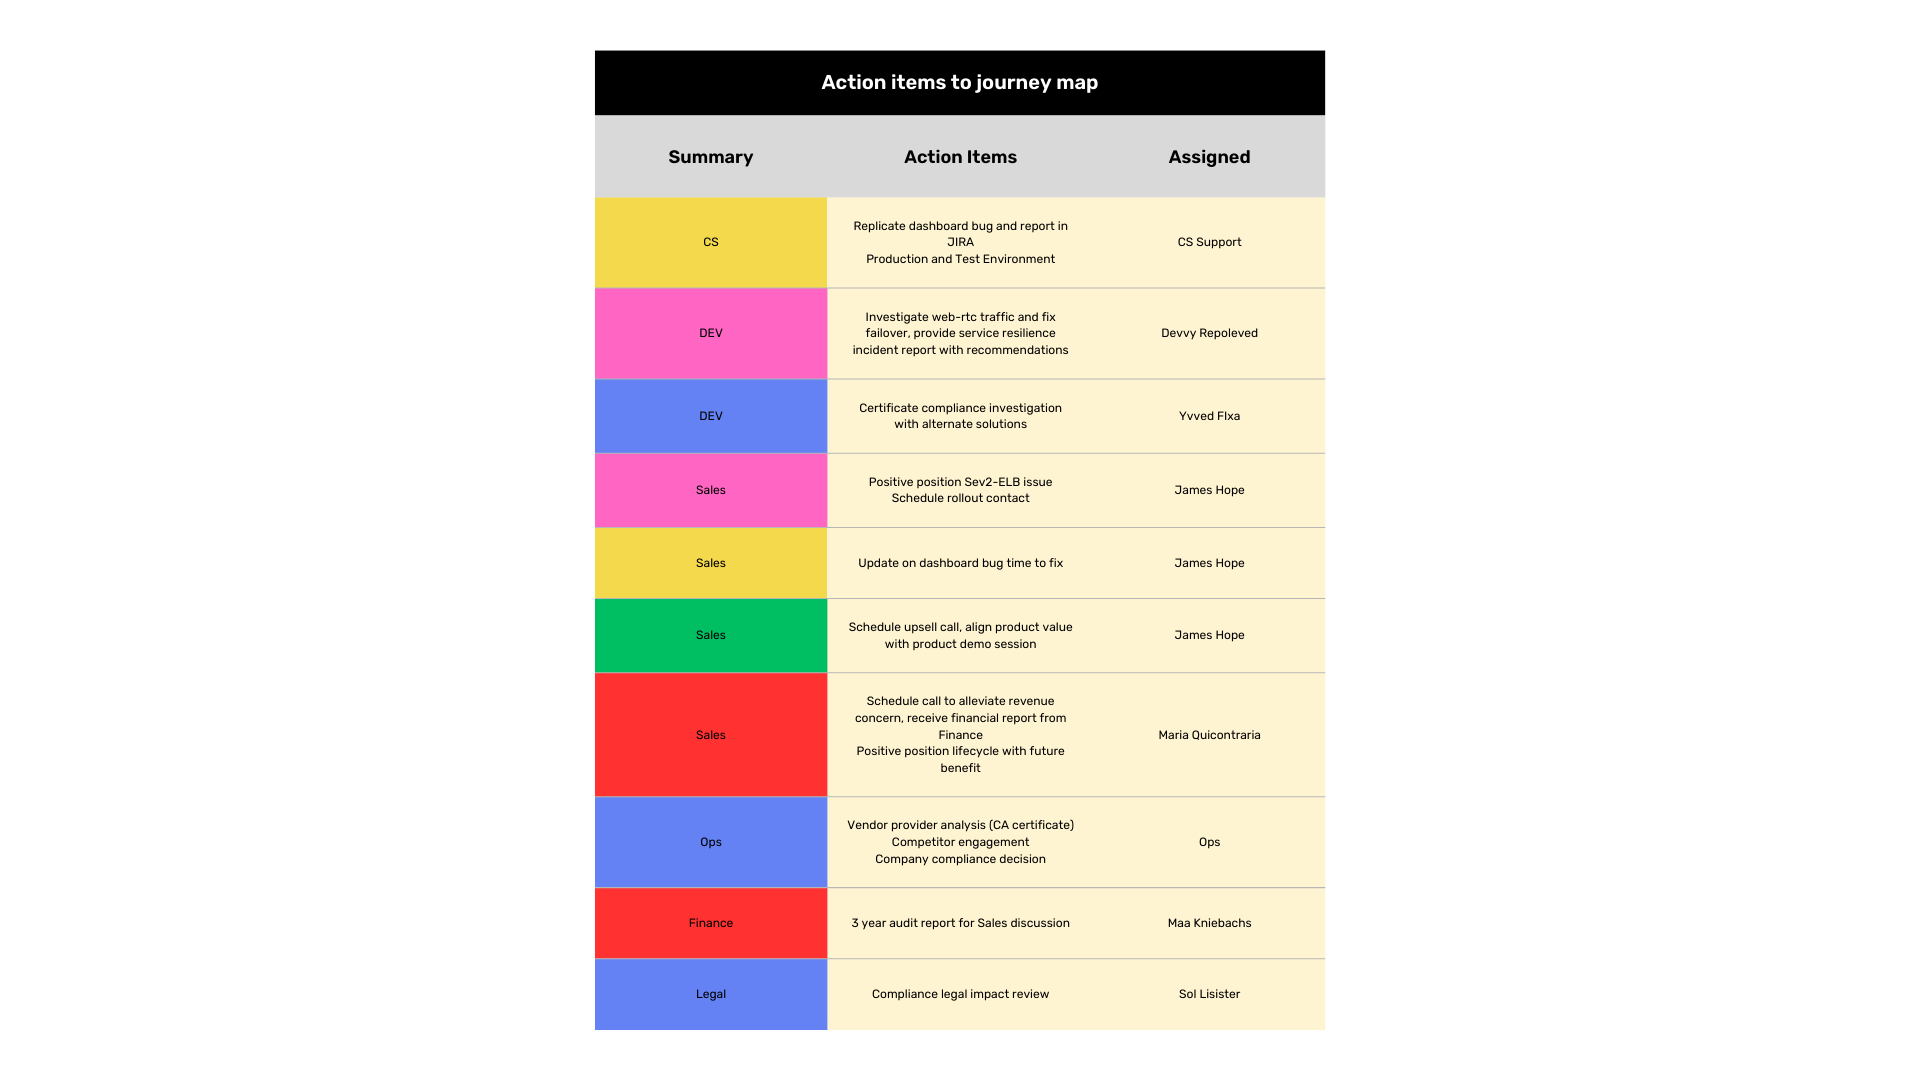 Action items to journey map
Summary
Action Items
Assigned
CS
Replicate dashboard bug and report in
JIRA
Production and Test Environment
CS Support
DEV
Investigate web-rtc traffic and fix
failover, provide service resilience
incident report with recommendations
Devvy Repoleved
DEV
Certificate compliance investigation
with alternate solutions
Yvved FIxa
Sales
Positive position Sev2-ELB issue
Schedule rollout contact
James Hope
Sales
Update on dashboard bug time to fix
James Hope
Sales
Schedule upsell call, align product value
with product demo session
James Hope
Sales
Schedule call to alleviate revenue
concern, receive financial report from
Finance
Positive position lifecycle with future
benefit
Maria Quicontraria
Ops
Vendor provider analysis (CA certificate)
Competitor engagement
Company compliance decision
Ops
Finance
3 year audit report for Sales discussion
Maa Kniebachs
Legal
Compliance legal impact review
Sol Lisister